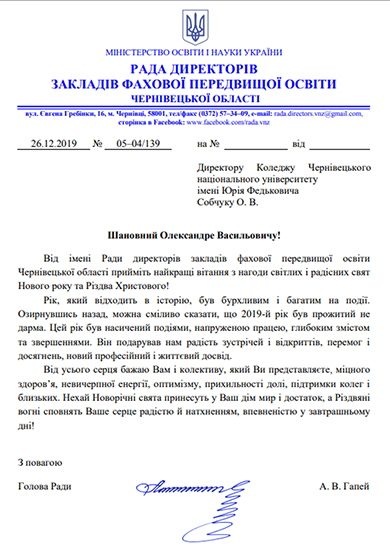 МІНІСТЕРСТВО ОСВІТИ І НАУКИ УКРАЇНИ
РАДА ДИРЕКТОРІВ
ЗАКЛАДІВ ФАХОВОЇ ПЕРЕДВИЩОЇ ОСВІТИ
ЧЕРНІВЕЦЬКОЇ ОБЛАСТІ
вул. Євгена Гребінки, 16, м. Чернівці, 58001, тел/факс (0372) 57–34–09, e-mail: rada.directors.vnz@gmail.com,
сторінка в Facebook: www.facebook.com/rada.vnz
26.12.2019 № 05–04/139 на № від
Директору Коледжу Чернівецького
національного університету
імені Юрія Федьковича
Собчуку О. В.
Шановний Олександре Васильовичу!
Від імені Ради директорів закладів фахової передвищої освіти
Чернівецької області прийміть найкращі вітання з нагоди світлих і радісних свят
Нового року та Різдва Христового!
Рік, який відходить в історію, був бурхливим і багатим на події.
Озирнувшись назад, можна сміливо сказати, що 2019-й рік був прожитий не
дарма. Цей рік був насичений подіями, напруженою працею, глибоким змістом
та звершеннями. Він подарував нам радість зустрічей і відкриттів, перемог і
досягнень, новий професійний і життєвий досвід.
Від усього серця бажаю Вам і колективу, який Ви представляєте, міцного
здоров’я, невичерпної енергії, оптимізму, прихильності долі, підтримки колег і
близьких. Нехай Новорічні свята принесуть у Ваш дім мир і достаток, а Різдвяні
вогні сповнять Ваше серце радістю й натхненням, впевненістю у завтрашньому
дні!
З повагою
Голова Ради А. В. Гапей